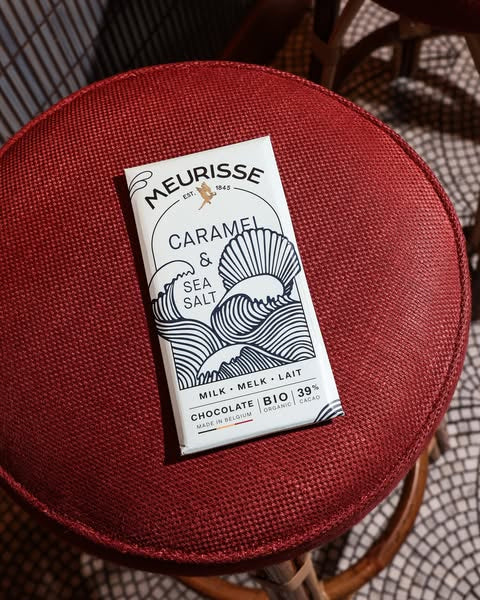 MEURISSE
EST. 1845
CARAMEL
&
SEA
SALT
MILK • MELK • LAIT
CHOCOLATE
MADE IN BELGIUM
BIO
ORGANIC
39%
CACAO